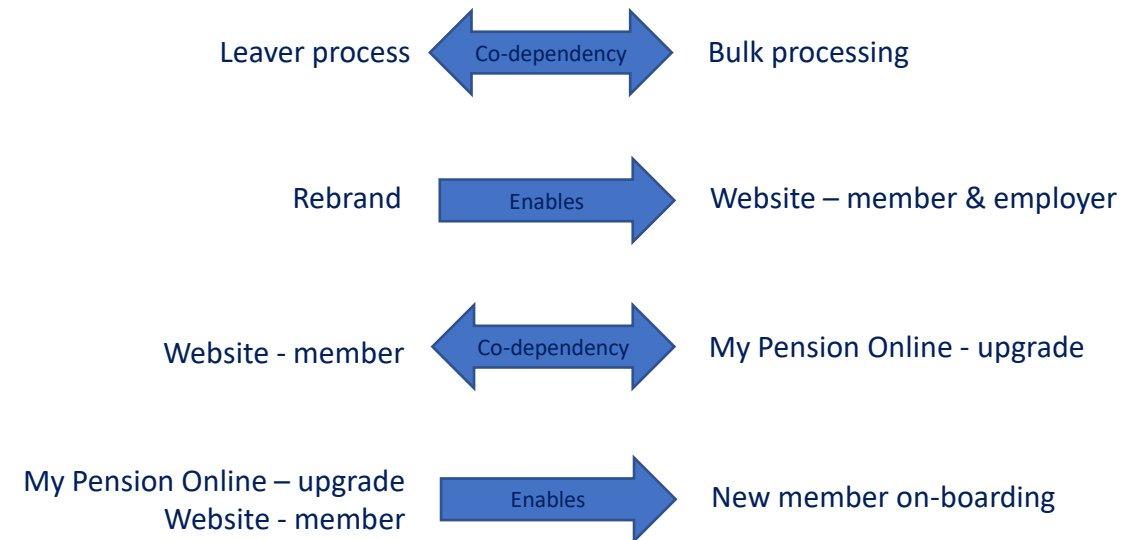 Leaver process Co-dependency Bulk processing
Rebrand Enables Website – member & employer
Website - member Co-dependency My Pension Online - upgrade
My Pension Online – upgrade
Website - member Enables New member on-boarding